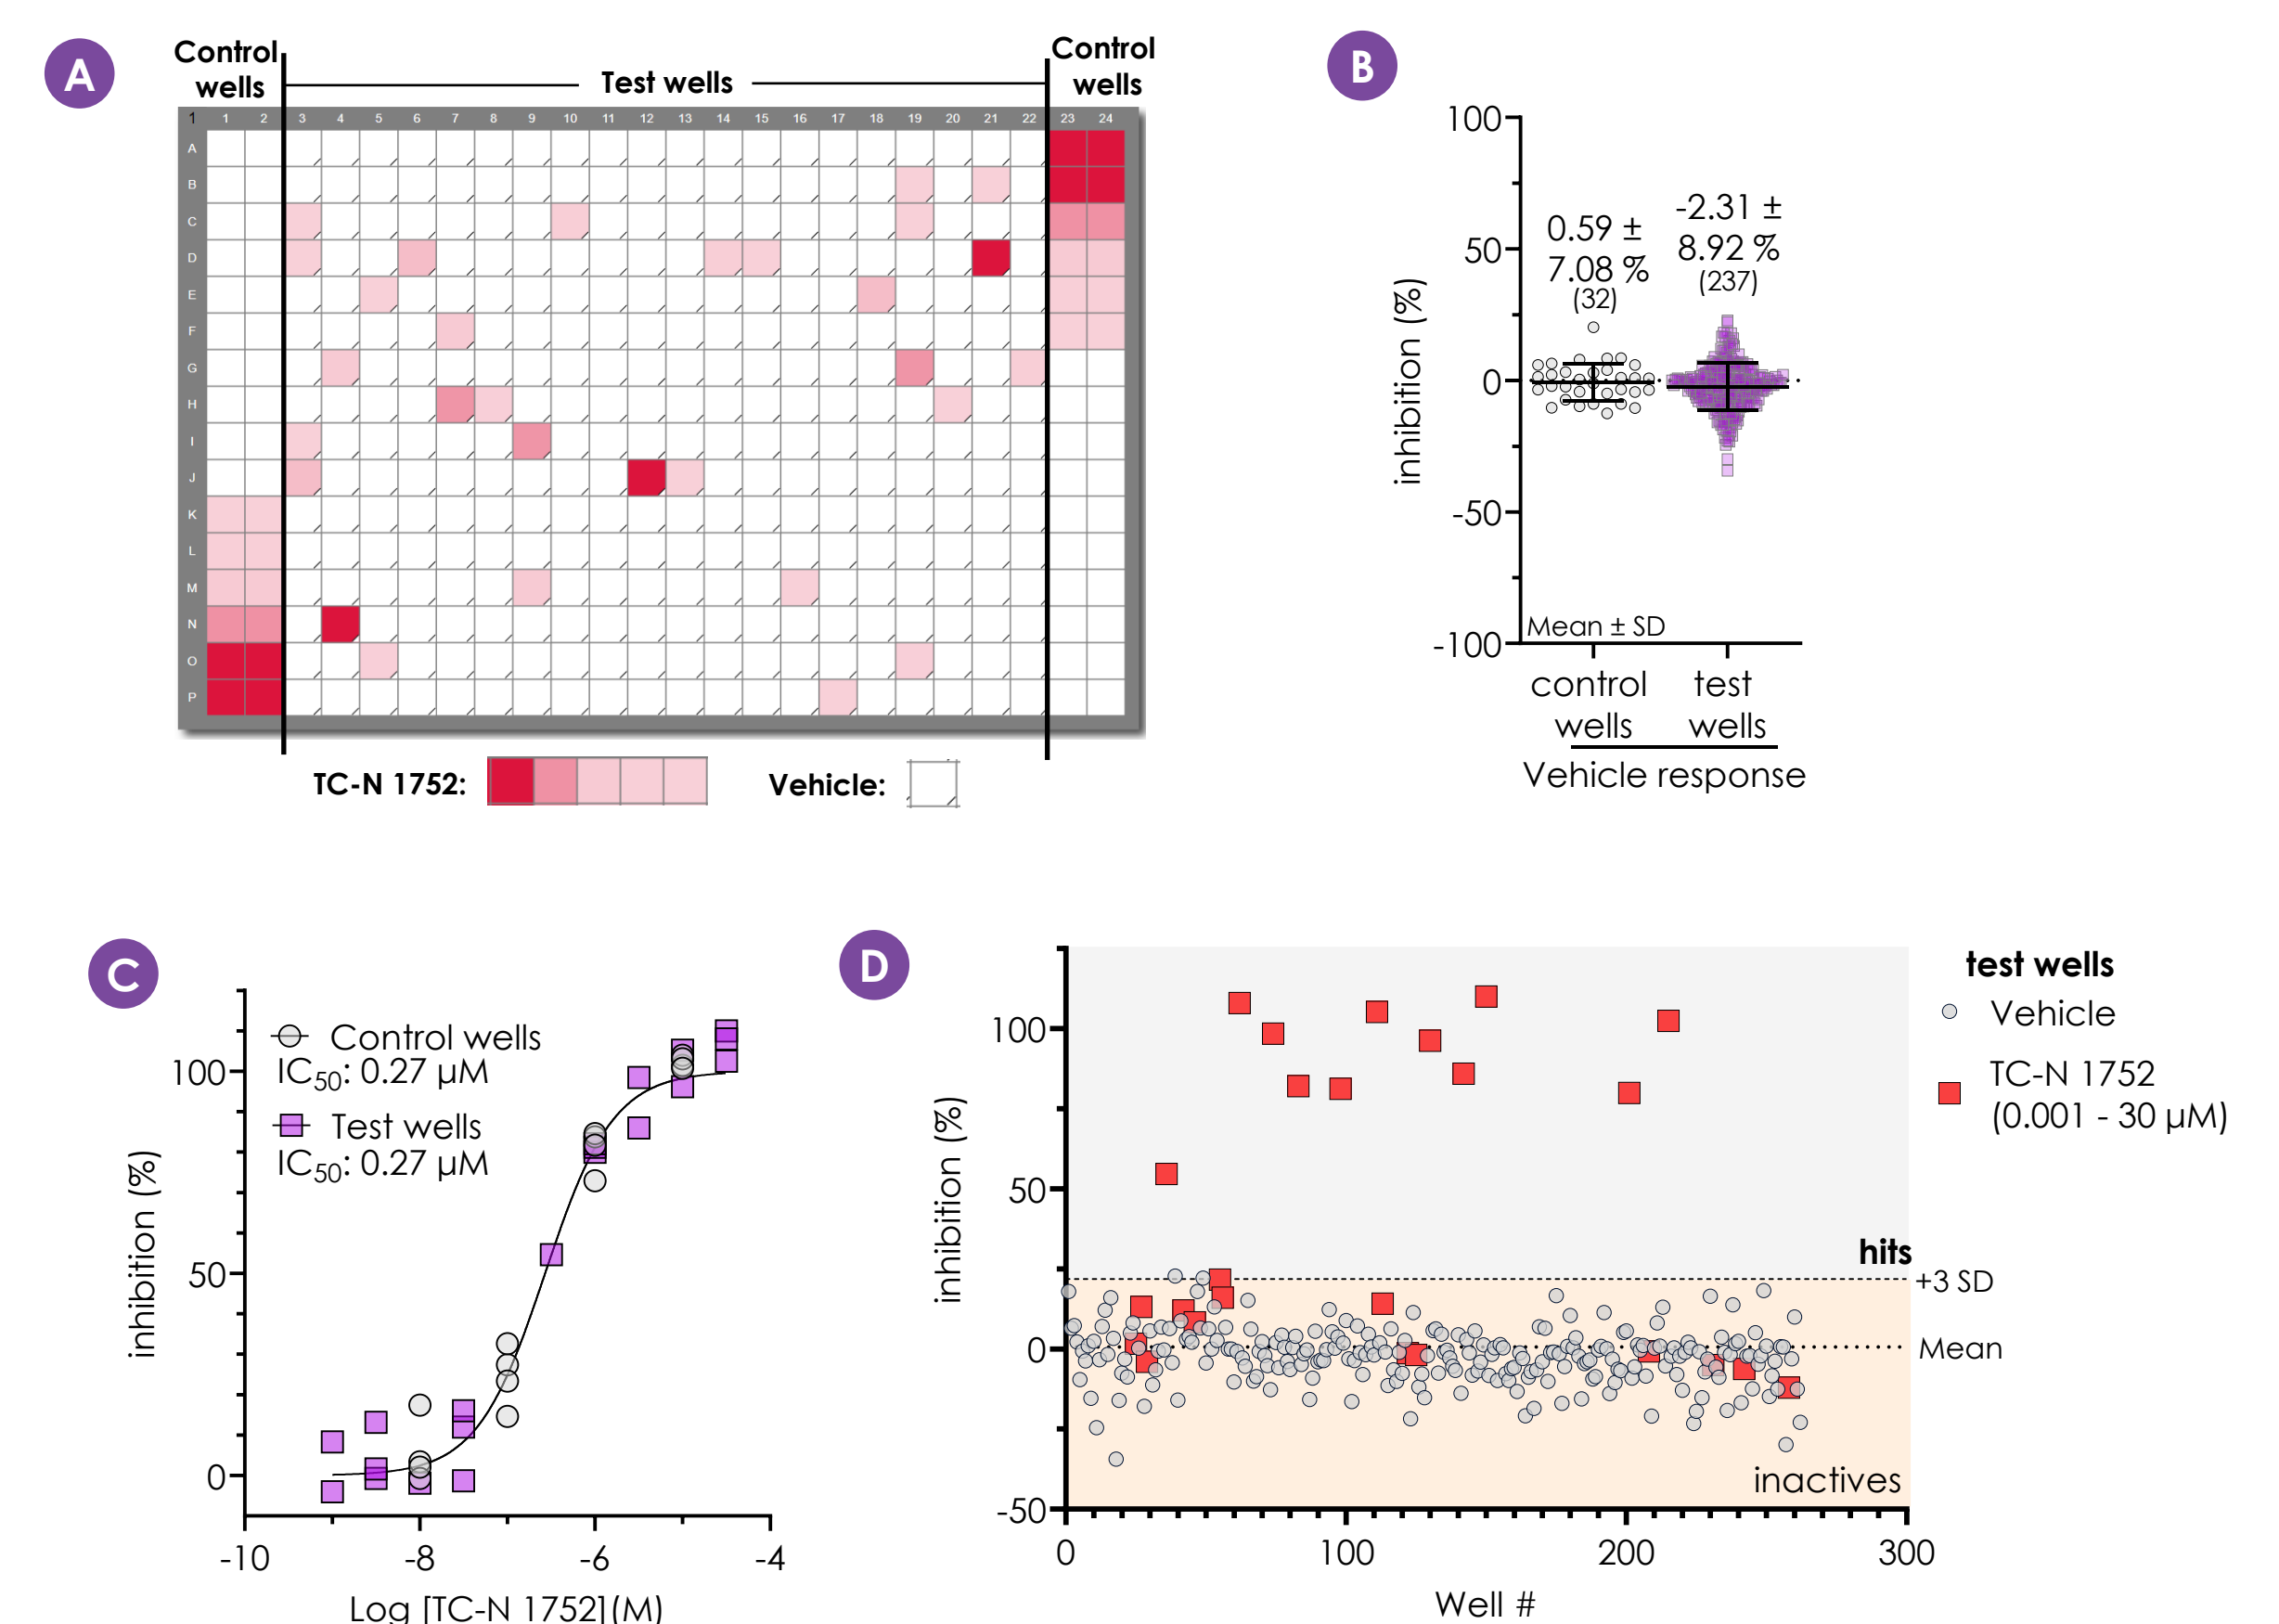 A
Control
wells
Test wells
Control
wells
1 1 2 3 4 5 6 7 8 9 10 11 12 13 14 15 16 17 18 19 20 21 22 23 24
A
B
C
D
E
F
G
H
I
J
K
L
M
N
O
P
TC-N 1752:
Vehicle:
B
100
50
0
-50
-100
inhibition (%)
0.59 ±
7.08 %
(32)
-2.31 ±
8.92 %
(237)
Mean ± SD
control
wells
test
wells
Vehicle response
C
100
50
0
inhibition (%)
Control wells
IC50: 0.27 µM
Test wells
IC50: 0.27 µM
-10 -8 -6 -4
Log [TC-N 1752](M)
D
100
50
0
-50
inhibition (%)
hits
+3 SD
Mean
inactives
0 100 200 300
Well #
test wells
Vehicle
TC-N 1752
(0.001 - 30 µM)